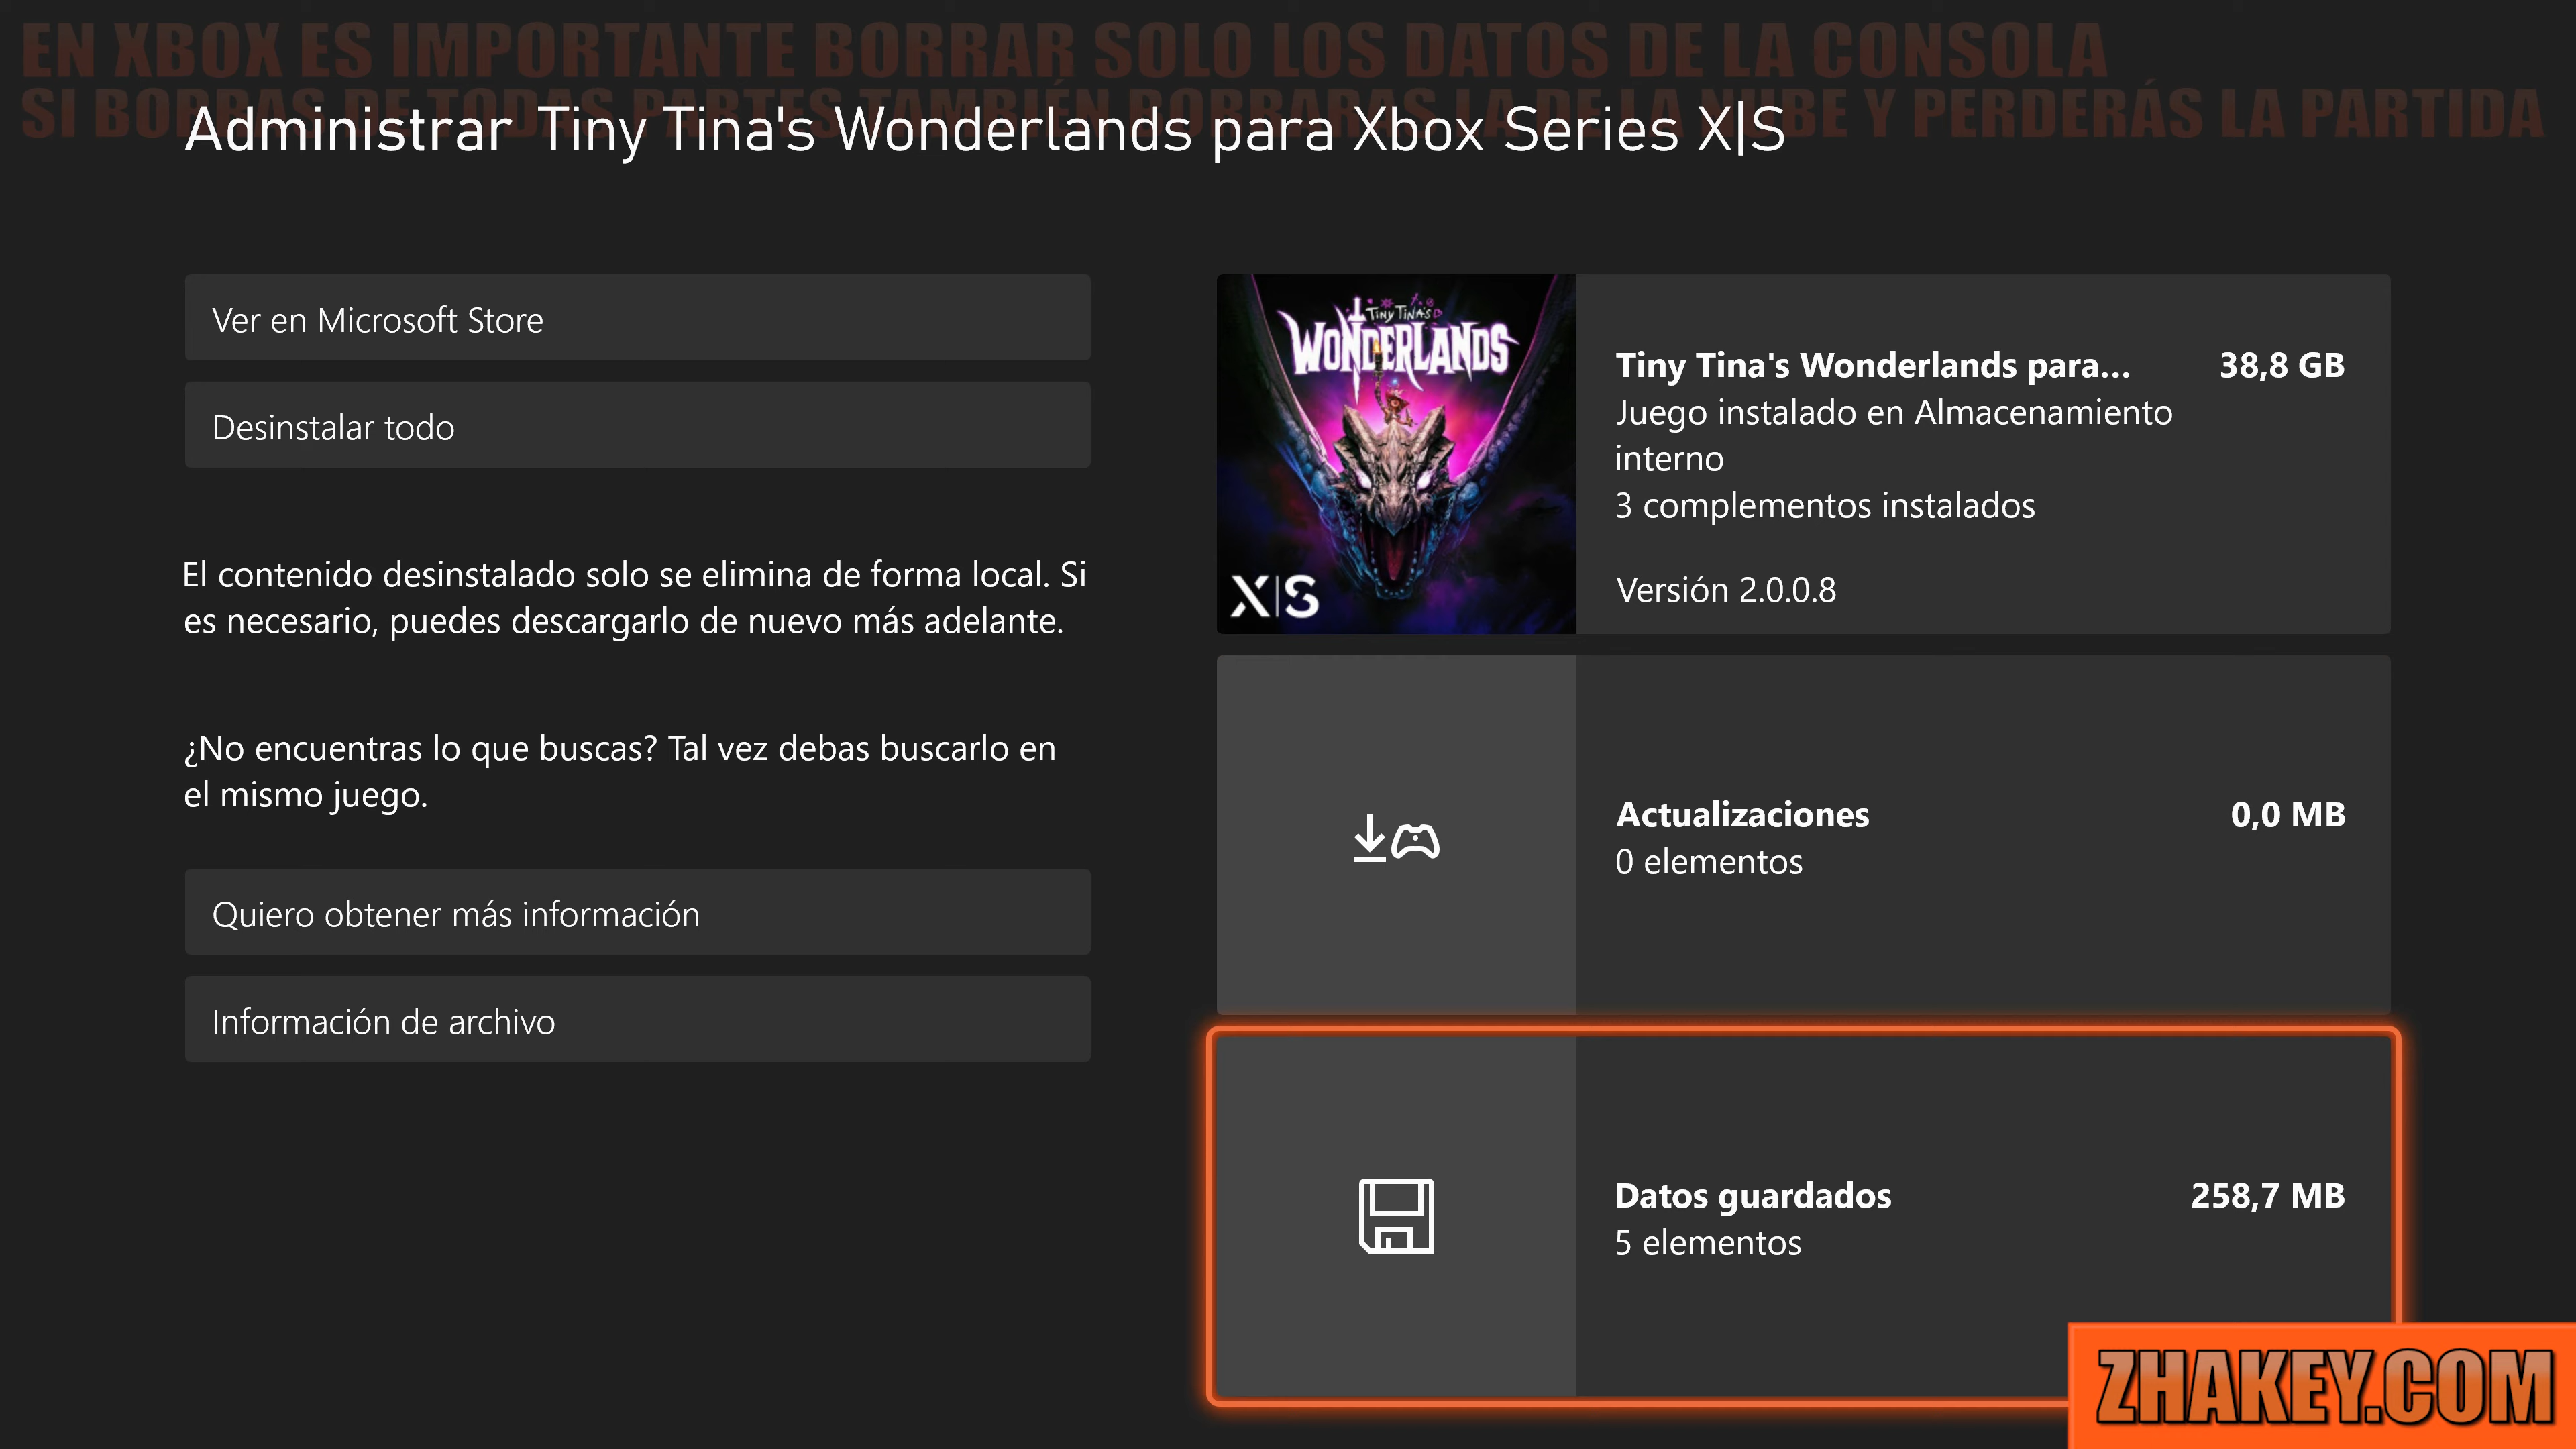 EN XBOX ES IMPORTANTE BORRAR SOLO LOS DATOS DE LA CONSOLA
SI BORRAS DE TODAS PARTES TAMBIÉN BORRARAS LA DE LA NUBE Y PERDERÁS LA PARTIDA
Administrar Tiny Tina's Wonderlands para Xbox Series X|S
Ver en Microsoft Store
Desinstalar todo
El contenido desinstalado solo se elimina de forma local. Si
es necesario, puedes descargarlo de nuevo más adelante.
¿No encuentras lo que buscas? Tal vez debas buscarlo en
el mismo juego.
Quiero obtener más información
Información de archivo
TINY TINA'S
WONDERLANDS
X|S
Tiny Tina's Wonderlands para... 38,8 GB
Juego instalado en Almacenamiento
interno
3 complementos instalados
Versión 2.0.0.8
Actualizaciones 0,0 MB
0 elementos
Datos guardados 258,7 MB
5 elementos
ZHAKEY.COM